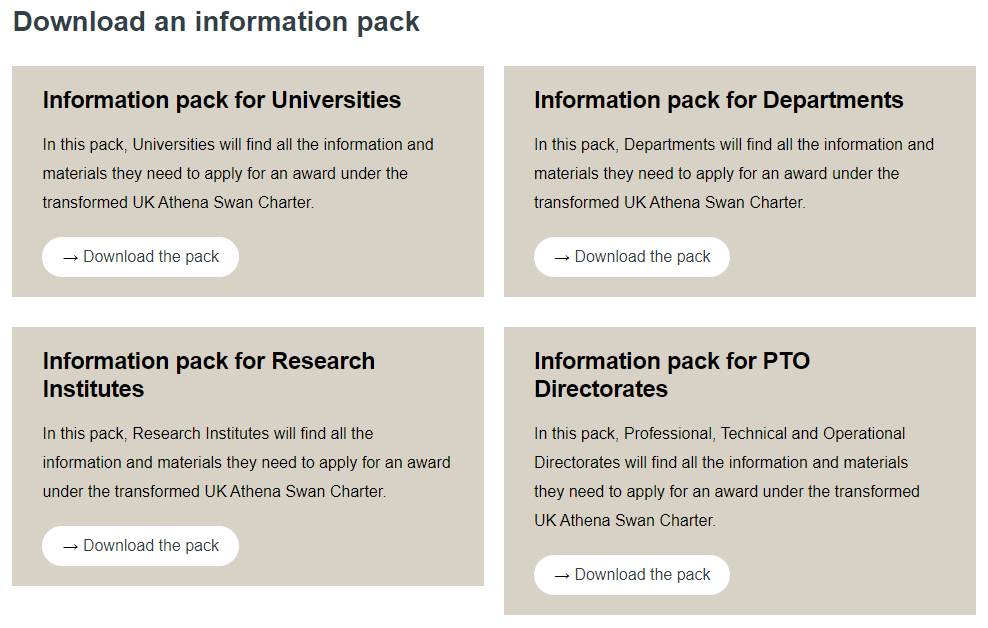 Download an information pack
Information pack for Universities
In this pack, Universities will find all the information and
materials they need to apply for an award under the
transformed UK Athena Swan Charter.
→ Download the pack
Information pack for Departments
In this pack, Departments will find all the information and
materials they need to apply for an award under the
transformed UK Athena Swan Charter.
→ Download the pack
Information pack for Research
Institutes
In this pack, Research Institutes will find all the
information and materials they need to apply for an award
under the transformed UK Athena Swan Charter.
→ Download the pack
Information pack for PTO
Directorates
In this pack, Professional, Technical and Operational
Directorates will find all the information and materials
they need to apply for an award under the transformed
UK Athena Swan Charter.
→ Download the pack